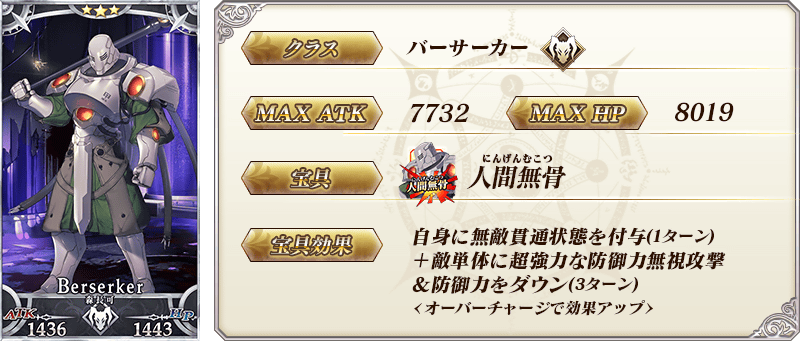 Berserker
森長可
ATK 1436
1443 HP
クラス
バーサーカー
MAX ATK
7732
MAX HP
8019
宝具
人間無骨
にんげんむこつ
人間無骨
宝具効果
自身に無敵貫通状態を付与(1ターン)
＋敵単体に超強力な防御力無視攻撃
&防御力をダウン(3ターン)
<オーバーチャージで効果アップ>